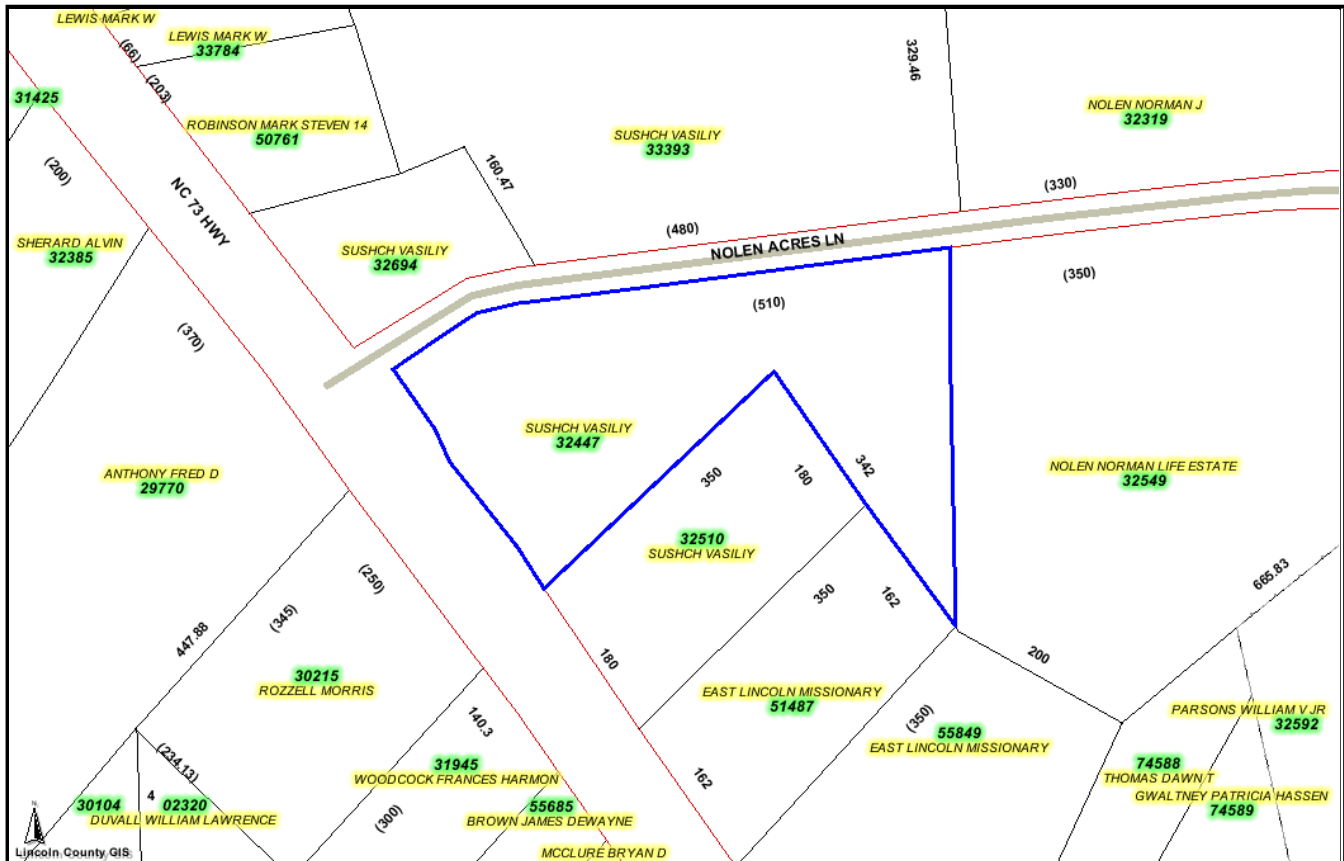 LEWIS MARK W
LEWIS MARK W
33784
(66)
(203)
31425
ROBINSON MARK STEVEN 14
50761
329.46
NOLEN NORMAN J
32319
SUSHCH VASILIY
33393
160.47
(200)
NC 73 HWY
(330)
SHERARD ALVIN
32385
SUSHCH VASILIY
32694
(480)
NOLEN ACRES LN
(350)
(510)
(370)
SUSHCH VASILIY
32447
ANTHONY FRED D
29770
350
180
342
NOLEN NORMAN LIFE ESTATE
32549
32510
SUSHCH VASILIY
(250)
350
162
665.83
447.88
(345)
180
200
30215
ROZZELL MORRIS
EAST LINCOLN MISSIONARY
51487
PARSONS WILLIAM V JR
32592
140.3
(350)
55849
EAST LINCOLN MISSIONARY
(234.13)
31945
WOODCOCK FRANCES HARMON
162
74588
THOMAS DAWN T
GWALTNEY PATRICIA HASSEN
74589
30104
4
02320
DUVALL WILLIAM LAWRENCE
(300)
55685
BROWN JAMES DEWAYNE
MCCLURE BRYAN D
N
Lincoln County GIS